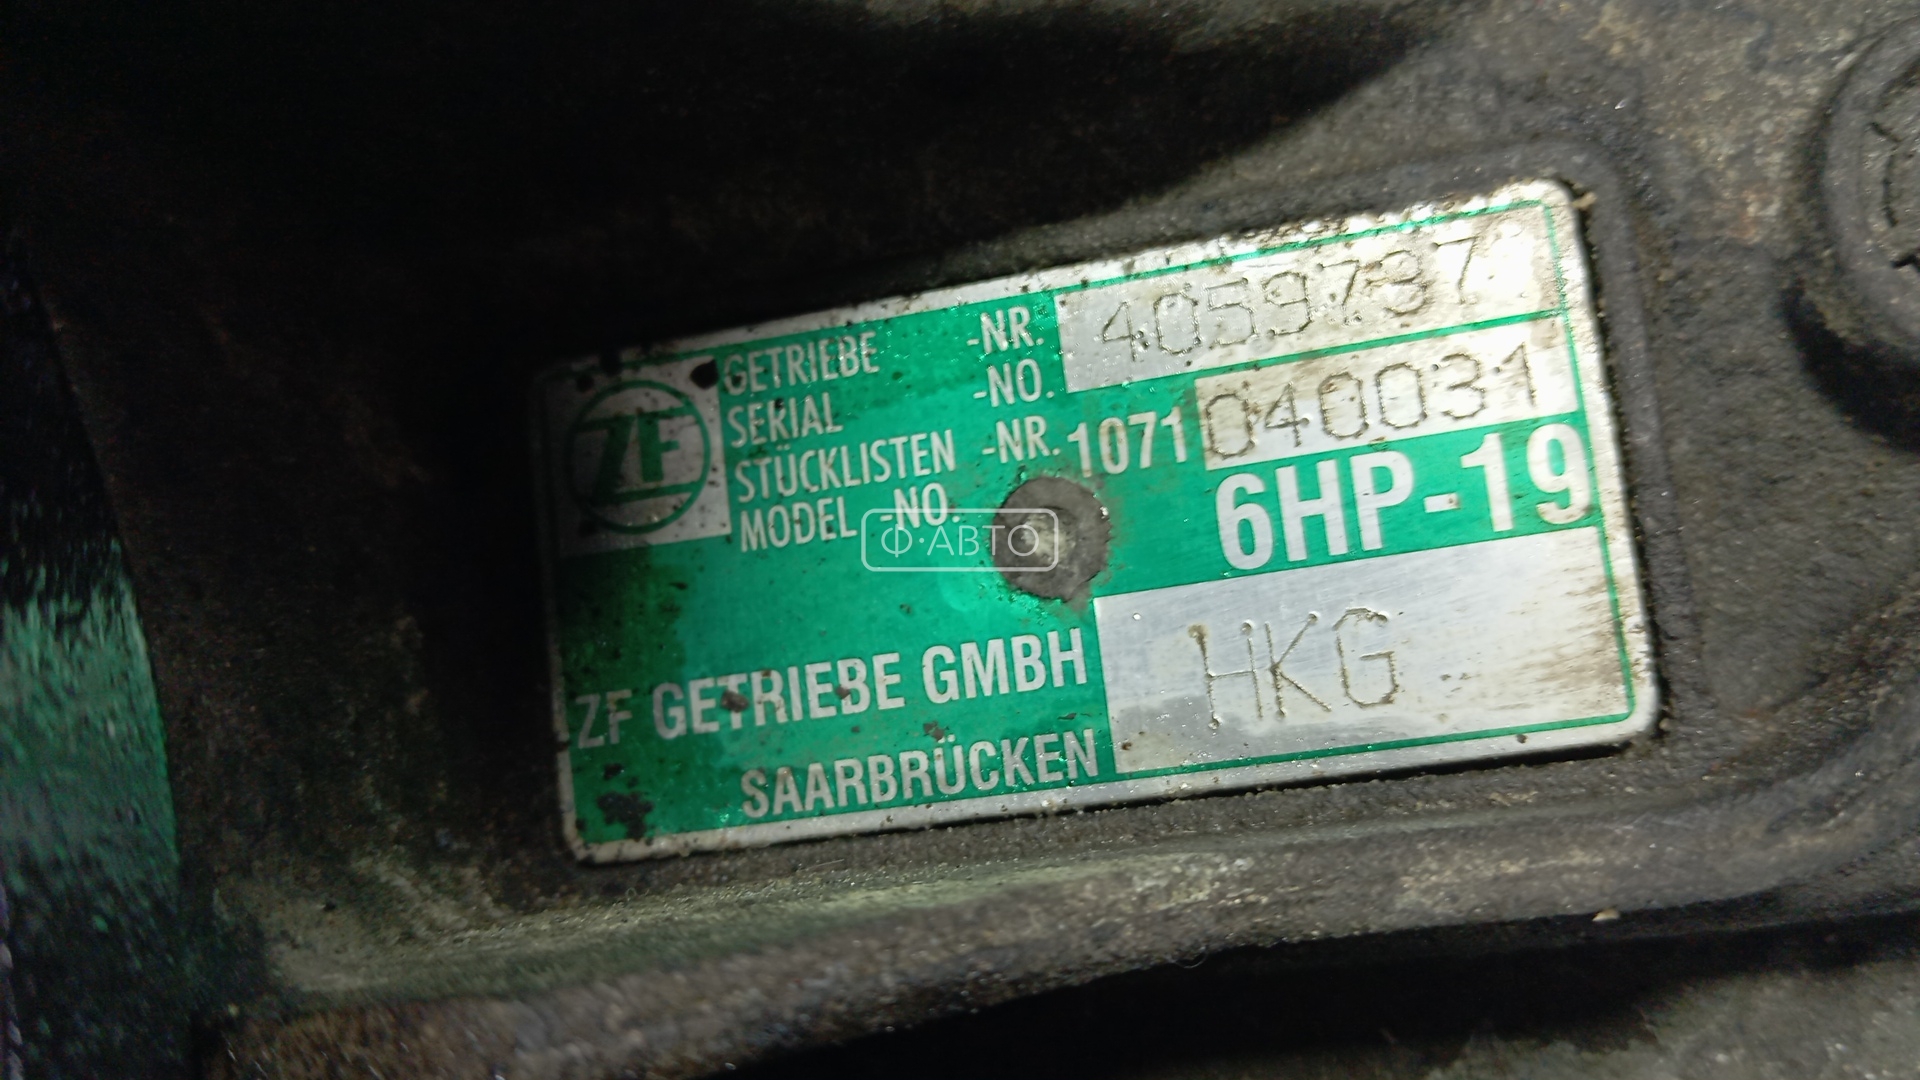 ZF
GETRIEBE -NR. 4059737
SERIAL -NO.
STÜCKLISTEN -NR. 1071 040031
MODEL -NO. 6HP-19
Ф·АВТО
ZF GETRIEBE GMBH HKG
SAARBRÜCKEN